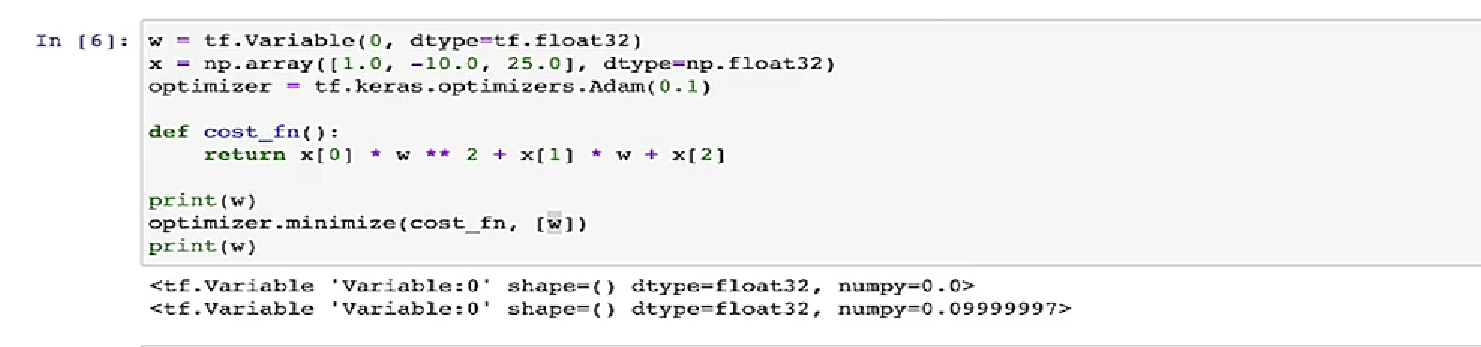 In [6]: w = tf.Variable(0, dtype=tf.float32)
x = np.array([1.0, -10.0, 25.0], dtype=np.float32)
optimizer = tf.keras.optimizers.Adam(0.1)
def cost_fn():
return x[0] * w ** 2 + x[1] * w + x[2]
print(w)
optimizer.minimize(cost_fn, [w])
print(w)
<tf.Variable 'Variable:0' shape=() dtype=float32, numpy=0.0>
<tf.Variable 'Variable:0' shape=() dtype=float32, numpy=0.09999997>